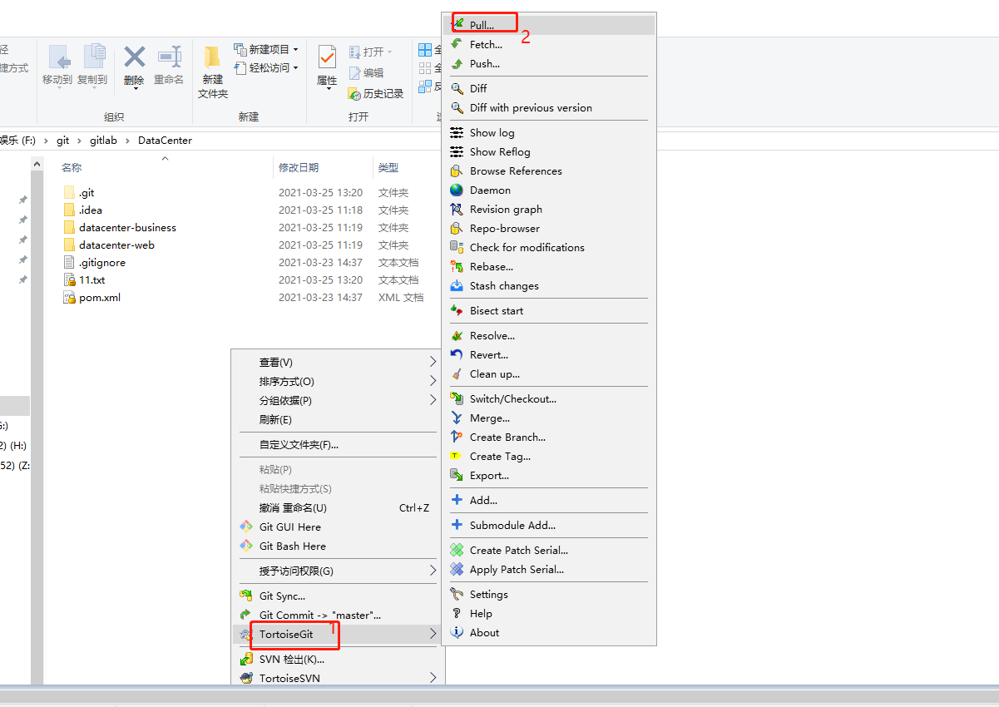 径
捷方式
移动到
复制到
删除
重命名
组织
新建
文件夹
新建项目
轻松访问
新建
属性
打开
编辑
历史记录
打开
娱乐 (F:) › git › gitlab › DataCenter
名称 修改日期 类型
.git 2021-03-25 13:20 文件夹
.idea 2021-03-25 11:18 文件夹
datacenter-business 2021-03-25 11:19 文件夹
datacenter-web 2021-03-25 11:19 文件夹
.gitignore 2021-03-23 14:37 文本文档
11.txt 2021-03-25 13:20 文本文档
pom.xml 2021-03-23 14:37 XML 文档
:)
2) (H:)
52) (Z:
查看(V)
排序方式(O)
分组依据(P)
刷新(E)
自定义文件夹(F)...
粘贴(P)
粘贴快捷方式(S)
撤消 重命名(U) Ctrl+Z
Git GUI Here
Git Bash Here
授予访问权限(G)
Git Sync...
Git Commit -> "master"...
TortoiseGit 1
SVN 检出(K)...
TortoiseSVN
Pull... 2
Fetch...
Push...
Diff
Diff with previous version
Show log
Show Reflog
Browse References
Daemon
Revision graph
Repo-browser
Check for modifications
Rebase...
Stash changes
Bisect start
Resolve...
Revert...
Clean up...
Switch/Checkout...
Merge...
Create Branch...
Create Tag...
Export...
Add...
Submodule Add...
Create Patch Serial...
Apply Patch Serial...
Settings
Help
About